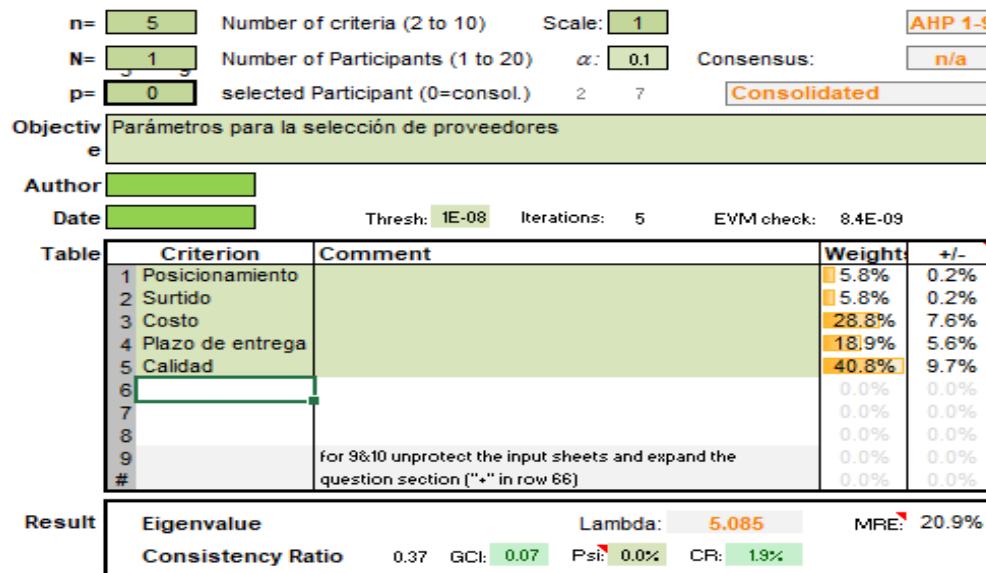 n= 5 Number of criteria (2 to 10) Scale: 1 AHP 1-9
N= 1 Number of Participants (1 to 20) α: 0.1 Consensus: n/a
p= 0 selected Participant (0=consol.) 2 7 Consolidated
Objectiv Parámetros para la selección de proveedores
e
Author
Date Thresh: 1E-08 Iterations: 5 EVM check: 8.4E-09
Table Criterion Comment Weights +/-
1 Posicionamiento 5.8% 0.2%
2 Surtido 5.8% 0.2%
3 Costo 28.8% 7.6%
4 Plazo de entrega 18.9% 5.6%
5 Calidad 40.8% 9.7%
6 0.0% 0.0%
7 0.0% 0.0%
8 0.0% 0.0%
9 for 9&10 unprotect the input sheets and expand the 0.0% 0.0%
# question section ("+" in row 66) 0.0% 0.0%
Result Eigenvalue Lambda: 5.085 MRE: 20.9%
Consistency Ratio 0.37 GCI: 0.07 Psi: 0.0% CR: 1.9%